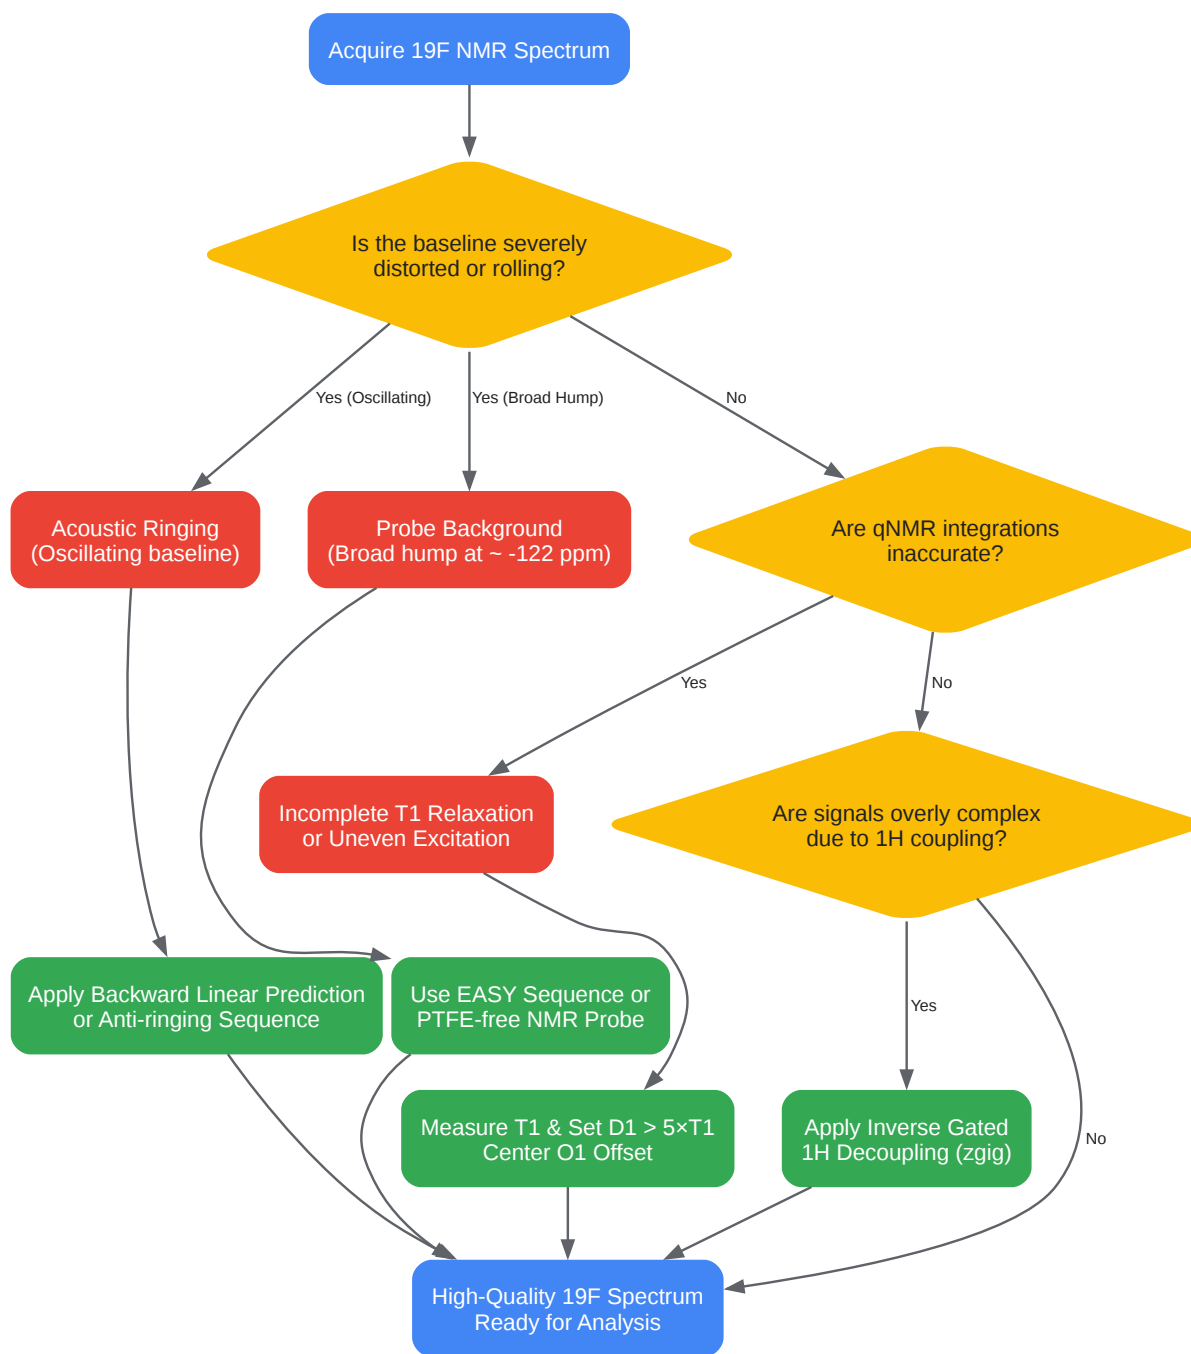 Acquire 19F NMR Spectrum
Is the baseline severely
distorted or rolling?
Yes (Oscillating)
Yes (Broad Hump)
No
Acoustic Ringing
(Oscillating baseline)
Probe Background
(Broad hump at ~ -122 ppm)
Are qNMR integrations
inaccurate?
Yes
No
Incomplete T1 Relaxation
or Uneven Excitation
Are signals overly complex
due to 1H coupling?
Apply Backward Linear Prediction
or Anti-ringing Sequence
Use EASY Sequence or
PTFE-free NMR Probe
Yes
Measure T1 & Set D1 > 5×T1
Center O1 Offset
Apply Inverse Gated
1H Decoupling (zgig)
No
High-Quality 19F Spectrum
Ready for Analysis